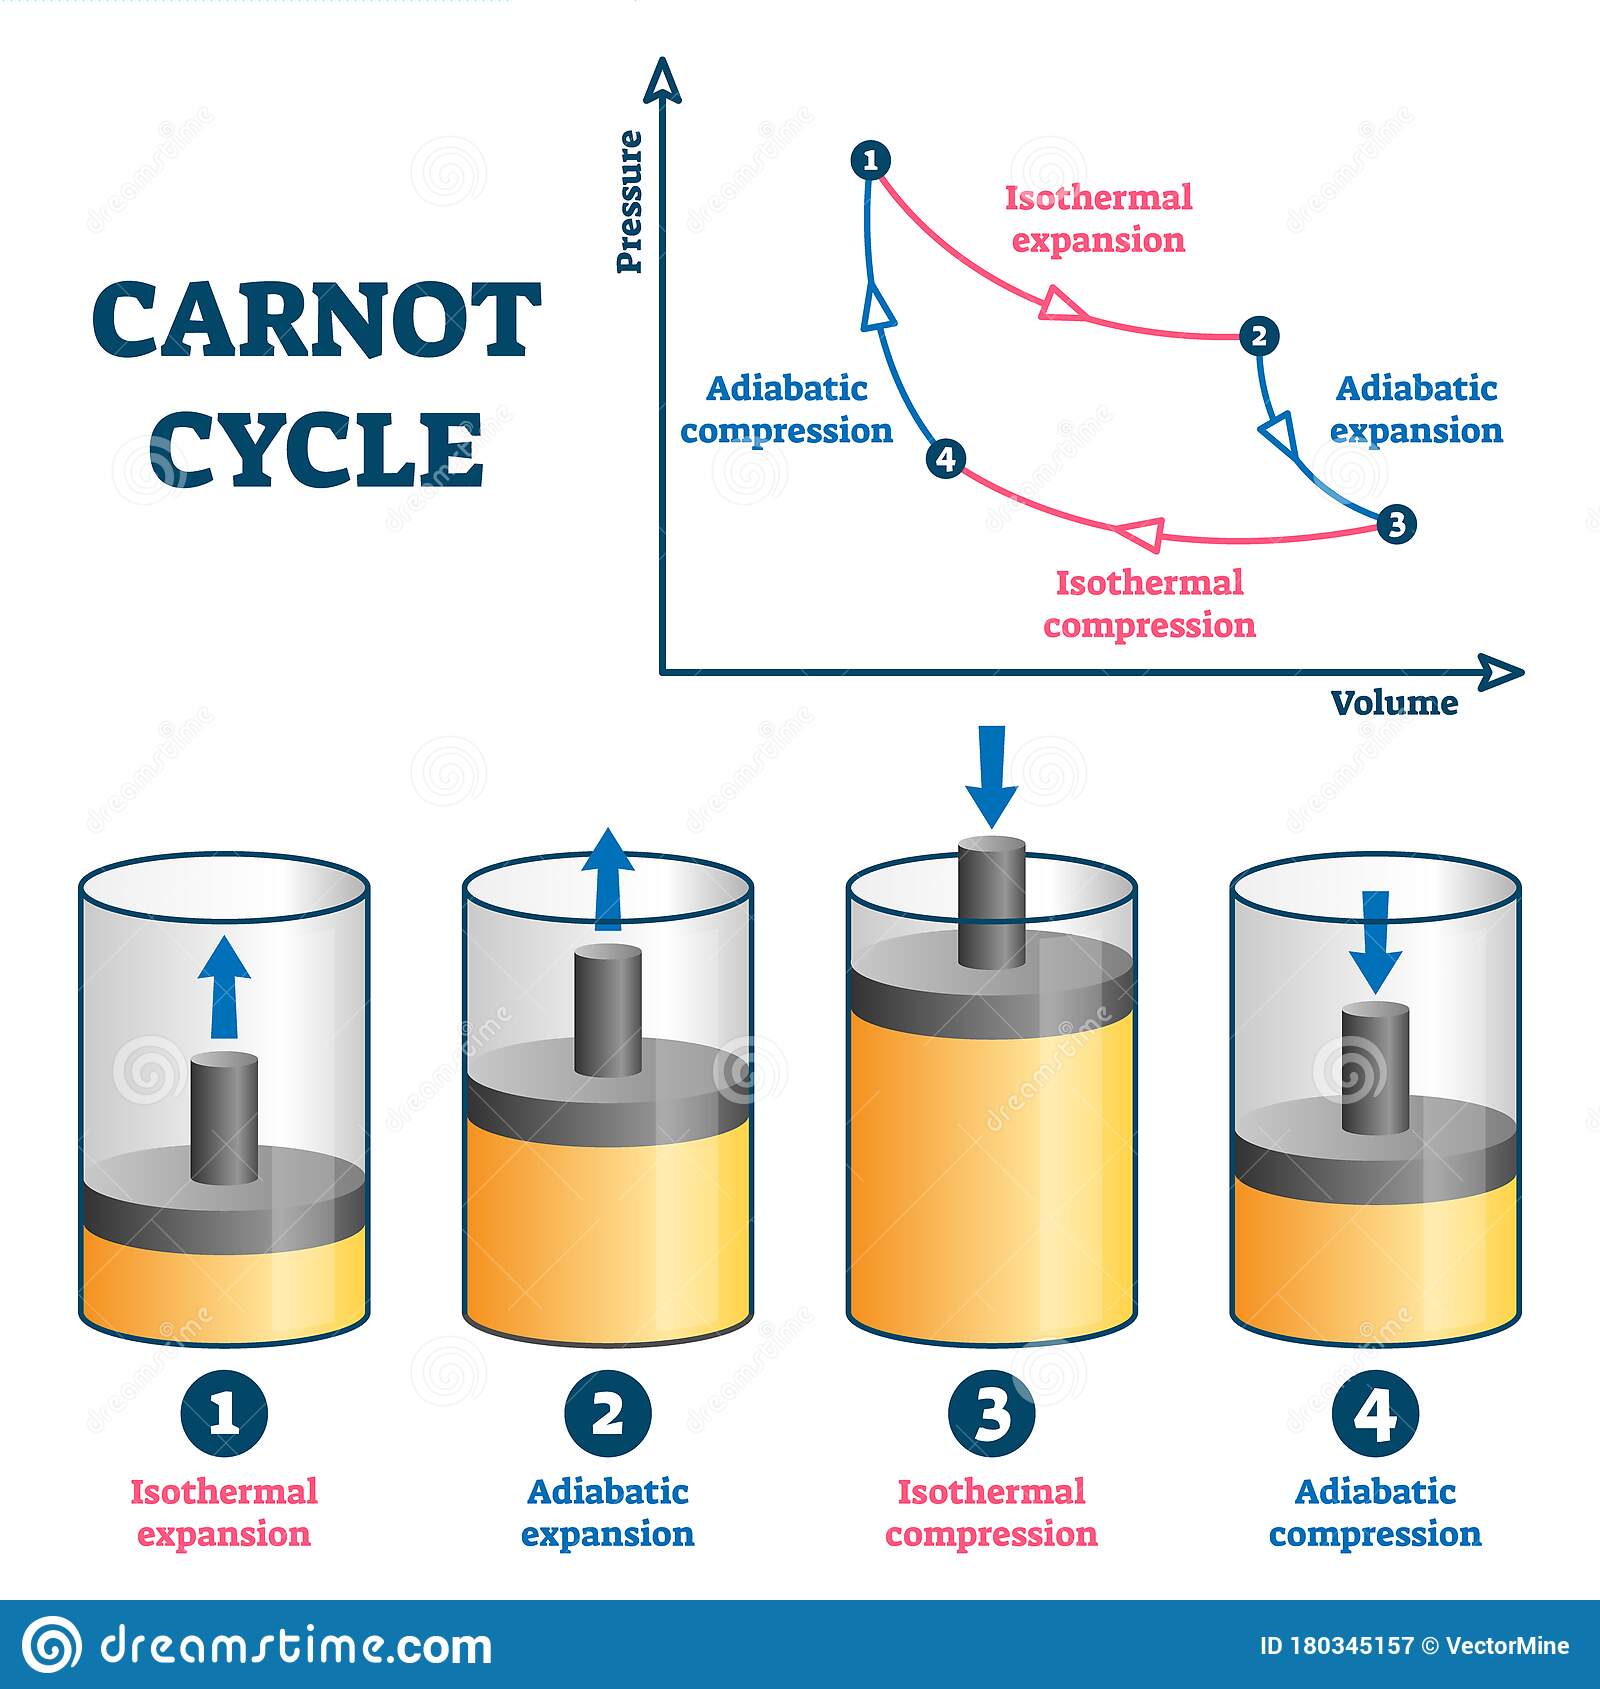 CARNOT
CYCLE
Pressure
1
Isothermal
expansion
2
Adiabatic
compression
Adiabatic
expansion
4
3
Isothermal
compression
Volume
1
Isothermal
expansion
2
Adiabatic
expansion
3
Isothermal
compression
4
Adiabatic
compression
dreamstime
dreamstime.com
ID 180345157 © VectorMine